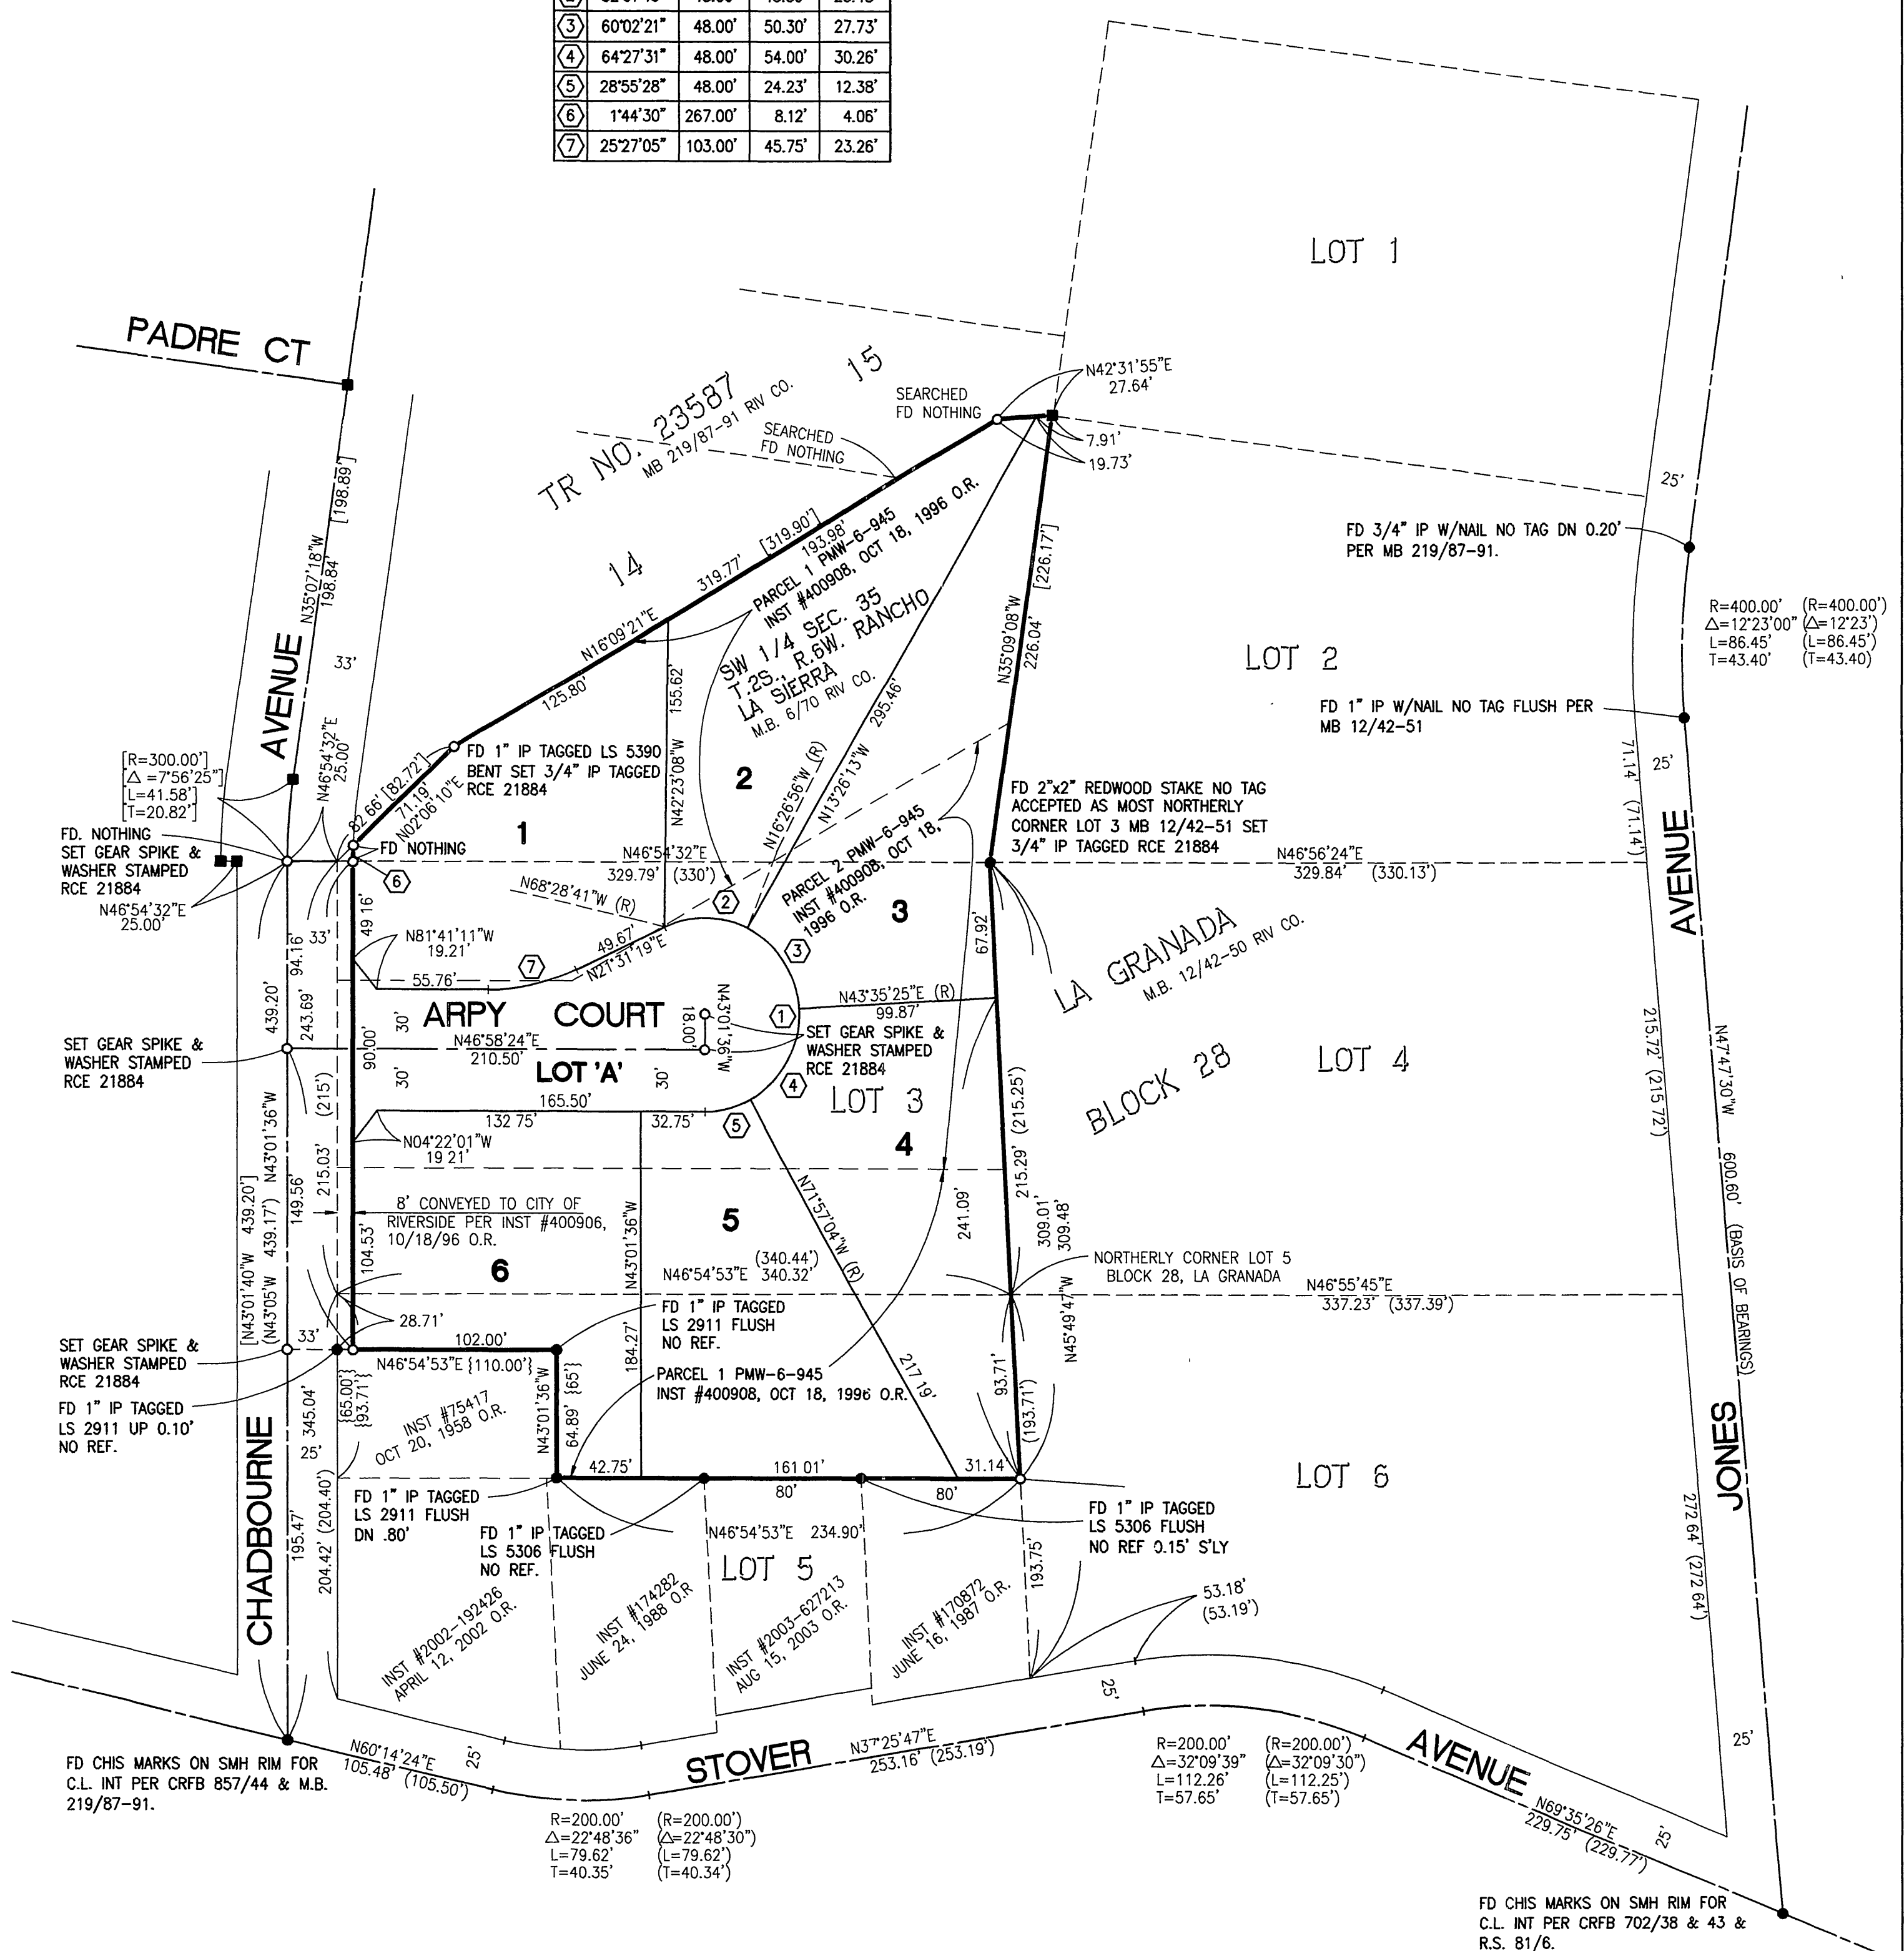 ③ 60°02'21" 48.00' 50.30' 27.73'
④ 64°27'31" 48.00' 54.00' 30.26'
⑤ 28°55'28" 48.00' 24.23' 12.38'
⑥ 1°44'30" 267.00' 8.12' 4.06'
⑦ 25°27'05" 103.00' 45.75' 23.26'
LOT 1
PADRE CT
15
N42°31'55"E
27.64'
SEARCHED
FD NOTHING
7.91'
19.73'
TR NO. 23587
MB 219/87-91 RIV CO.
SEARCHED
FD NOTHING
14
[198.89']
N35°07'18"W
198.84'
33'
AVENUE
25'
FD 3/4" IP W/NAIL NO TAG DN 0.20'
PER MB 219/87-91.
R=400.00' (R=400.00')
Δ=12°23'00" (Δ=12°23')
L=86.45' (L=86.45')
T=43.40' (T=43.40)
[319.90']
319.77'
193.98'
N16°09'21"E
125.80'
PARCEL 1 PMW-6-945
INST #400908, OCT 18, 1996 O.R.
SW 1/4 SEC. 35
T.2S., R.6W. RANCHO
LA SIERRA
M.B. 6/70 RIV CO.
[226.17']
N35°09'08"W
226.04'
LOT 2
FD 1" IP W/NAIL NO TAG FLUSH PER
MB 12/42-51
155.62'
N42°23'08"W
295.46'
N13°26'13"W
N16°26'56"W (R)
2
FD 1" IP TAGGED LS 5390
BENT SET 3/4" IP TAGGED
RCE 21884
[R=300.00']
[Δ =7°56'25"]
[L=41.58']
[T=20.82']
N46°54'32"E
25.00'
82.66' [82.72']
71.19'
N02°06'10"E
1
FD NOTHING
FD. NOTHING
SET GEAR SPIKE &
WASHER STAMPED
RCE 21884
N46°54'32"E
25.00'
⑥
FD 2"x2" REDWOOD STAKE NO TAG
ACCEPTED AS MOST NORTHERLY
CORNER LOT 3 MB 12/42-51 SET
3/4" IP TAGGED RCE 21884
N46°54'32"E
329.79' (330')
N46°56'24"E
329.84' (330.13')
71.14' (71.14')
25'
AVENUE
PARCEL 2 PMW-6-945
INST #400908, OCT 18,
1996 O.R.
3
N68°28'41"W (R)
②
③
49 16'
33'
94.16'
N81°41'11"W
19.21'
55.76'
⑦
49.67'
N21°31'19"E
67.92'
LA GRANADA
M.B. 12/42-50 RIV CO.
439.20'
243.69'
ARPY COURT
N43°01'36"W
18.00'
①
N43°35'25"E (R)
99.87'
SET GEAR SPIKE &
WASHER STAMPED
RCE 21884
SET GEAR SPIKE &
WASHER STAMPED
RCE 21884
90.00'
30'
N46°58'24"E
210.50'
LOT 'A'
30'
30'
165.50'
132 75'
32.75'
④
⑤
LOT 3
4
BLOCK 28
LOT 4
215.72' (215 72')
N47°47'30"W 600.60' (BASIS OF BEARINGS)
(215')
215.03'
N04°22'01"W
19 21'
[N43°01'40"W 439.20']
(N43°05'W 439.17') N43°01'36"W
149.56'
8' CONVEYED TO CITY OF
RIVERSIDE PER INST #400906,
10/18/96 O.R.
104.53'
6
5
N43°01'36"W
184.27'
N71°57'04"W (R)
217 19'
241.09'
215.29' (215.25')
309.01'
309.48'
N45°49'47"W
(340.44')
N46°54'53"E 340.32'
NORTHERLY CORNER LOT 5
BLOCK 28, LA GRANADA
N46°55'45"E
337.23' (337.39')
SET GEAR SPIKE &
WASHER STAMPED
RCE 21884
33'
28.71'
102.00'
N46°54'53"E {110.00'}
FD 1" IP TAGGED
LS 2911 FLUSH
NO REF.
FD 1" IP TAGGED
LS 2911 UP 0.10'
NO REF.
PARCEL 1 PMW-6-945
INST #400908, OCT 18, 1996 O.R.
93.71'
(193.71')
{65.00'}
{93.71'}
INST #75417
OCT 20, 1958 O.R.
N43°01'36"W
64.89' {65'}
345.04'
25'
CHADBOURNE
195.47'
204.42' (204.40')
42.75'
161 01'
31.14'
80'
80'
FD 1" IP TAGGED
LS 2911 FLUSH
DN .80'
FD 1" IP TAGGED
LS 5306 FLUSH
NO REF.
N46°54'53"E 234.90'
FD 1" IP TAGGED
LS 5306 FLUSH
NO REF 0.15' S'LY
LOT 5
LOT 6
JONES
272 64' (272 64')
INST #2002-192426
APRIL 12, 2002 O.R.
INST #174282
JUNE 24, 1988 O.R
INST #2003-627213
AUG 15, 2003 O.R.
INST #170872
JUNE 16, 1987 O.R.
193.75'
53.18'
(53.19')
25'
25'
FD CHIS MARKS ON SMH RIM FOR
C.L. INT PER CRFB 857/44 & M.B.
219/87-91.
N60°14'24"E
105.48' (105.50')
25'
STOVER
N37°25'47"E
253.16' (253.19')
R=200.00' (R=200.00')
Δ=32°09'39" (Δ=32°09'30")
L=112.26' (L=112.25')
T=57.65' (T=57.65')
AVENUE
N69°35'26"E
229.75' (229.77')
25'
R=200.00' (R=200.00')
Δ=22°48'36" (Δ=22°48'30")
L=79.62' (L=79.62')
T=40.35' (T=40.34')
FD CHIS MARKS ON SMH RIM FOR
C.L. INT PER CRFB 702/38 & 43 &
R.S. 81/6.